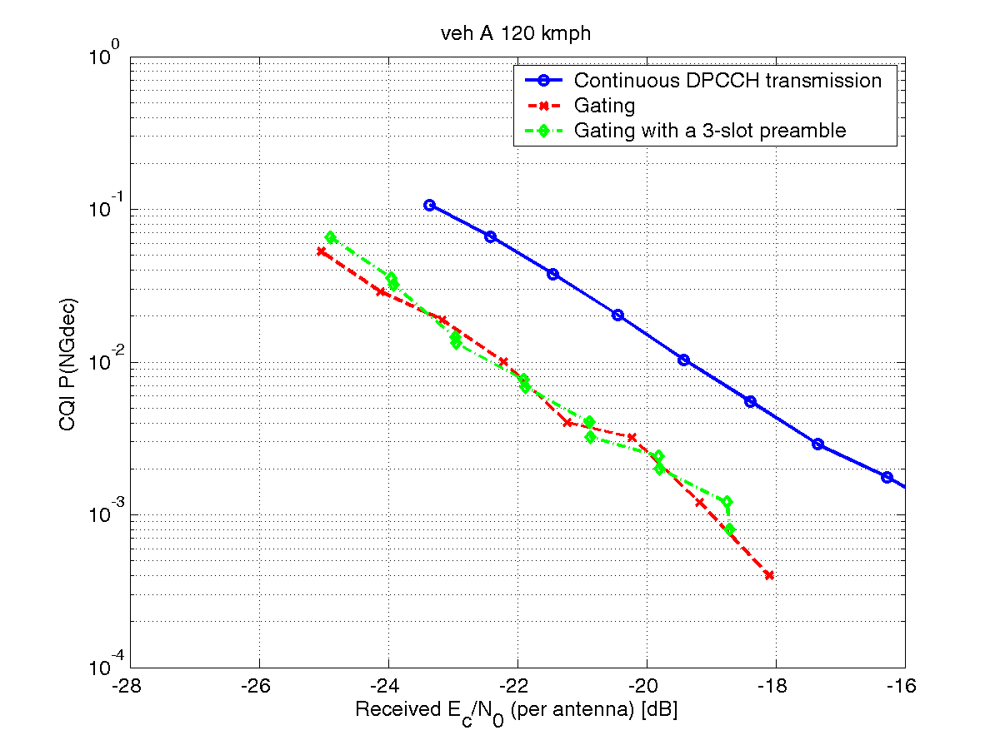 veh A 120 kmph
Continuous DPCCH transmission
Gating
Gating with a 3-slot preamble
10^0
10^-1
10^-2
10^-3
10^-4
CQI P(NGdec)
-28 -26 -24 -22 -20 -18 -16
Received E_c/N_0 (per antenna) [dB]